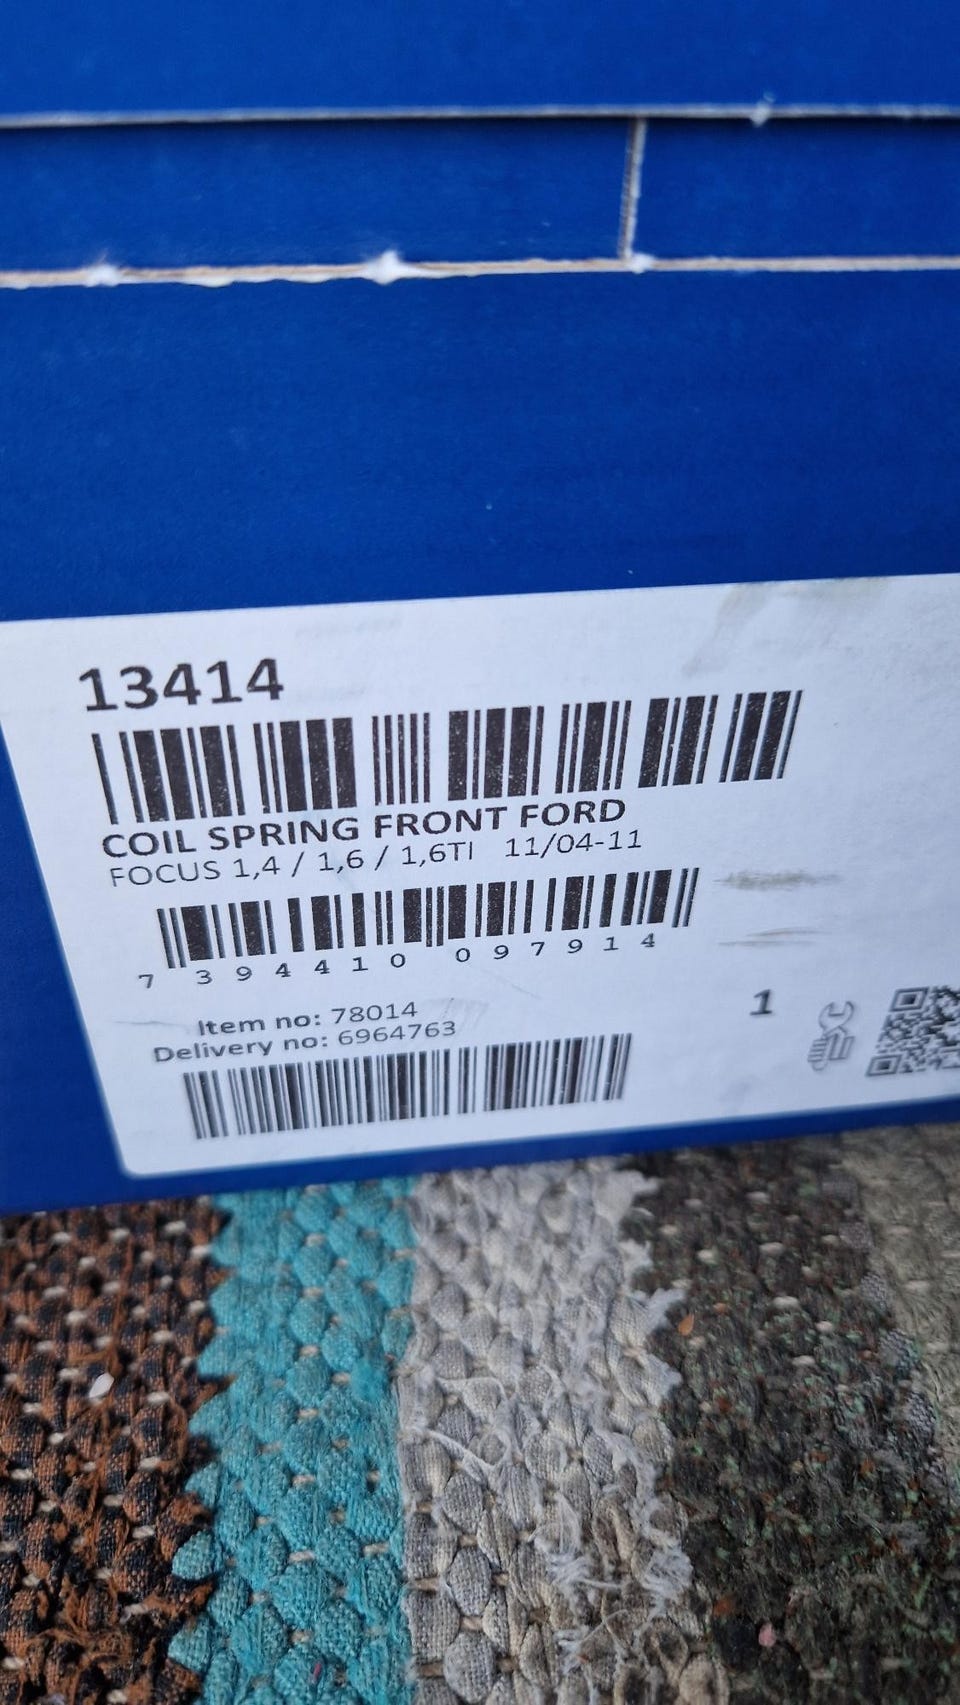 13414
COIL SPRING FRONT FORD
FOCUS 1,4 / 1,6 / 1,6TI 11/04-11
7 394410 097914
Item no: 78014
Delivery no: 6964763
1